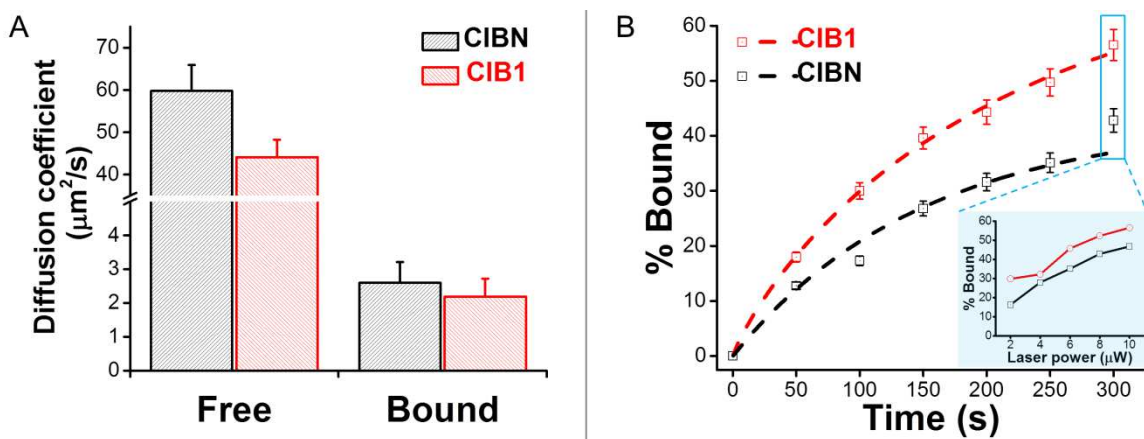 A
Diffusion coefficient
(μm²/s)
70
60
50
40
3
2
1
0
CIBN
CIB1
Free
Bound
B
% Bound
60
50
40
30
20
10
0
CIB1
CIBN
0
50
100
150
200
250
300
Time (s)
% Bound
60
50
40
30
20
10
0
2
4
6
8
10
Laser power (μW)